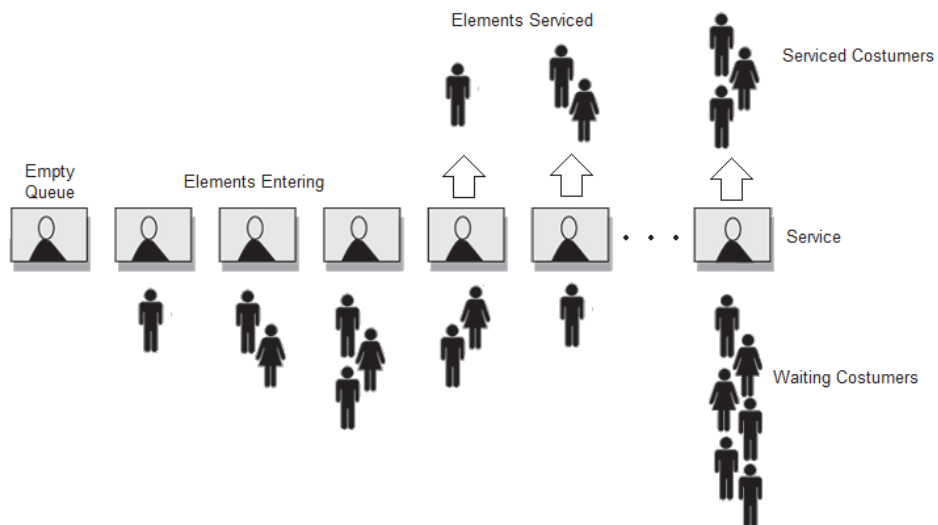 Elements Serviced
Serviced Costumers
Empty
Queue
Elements Entering
Service
Waiting Costumers